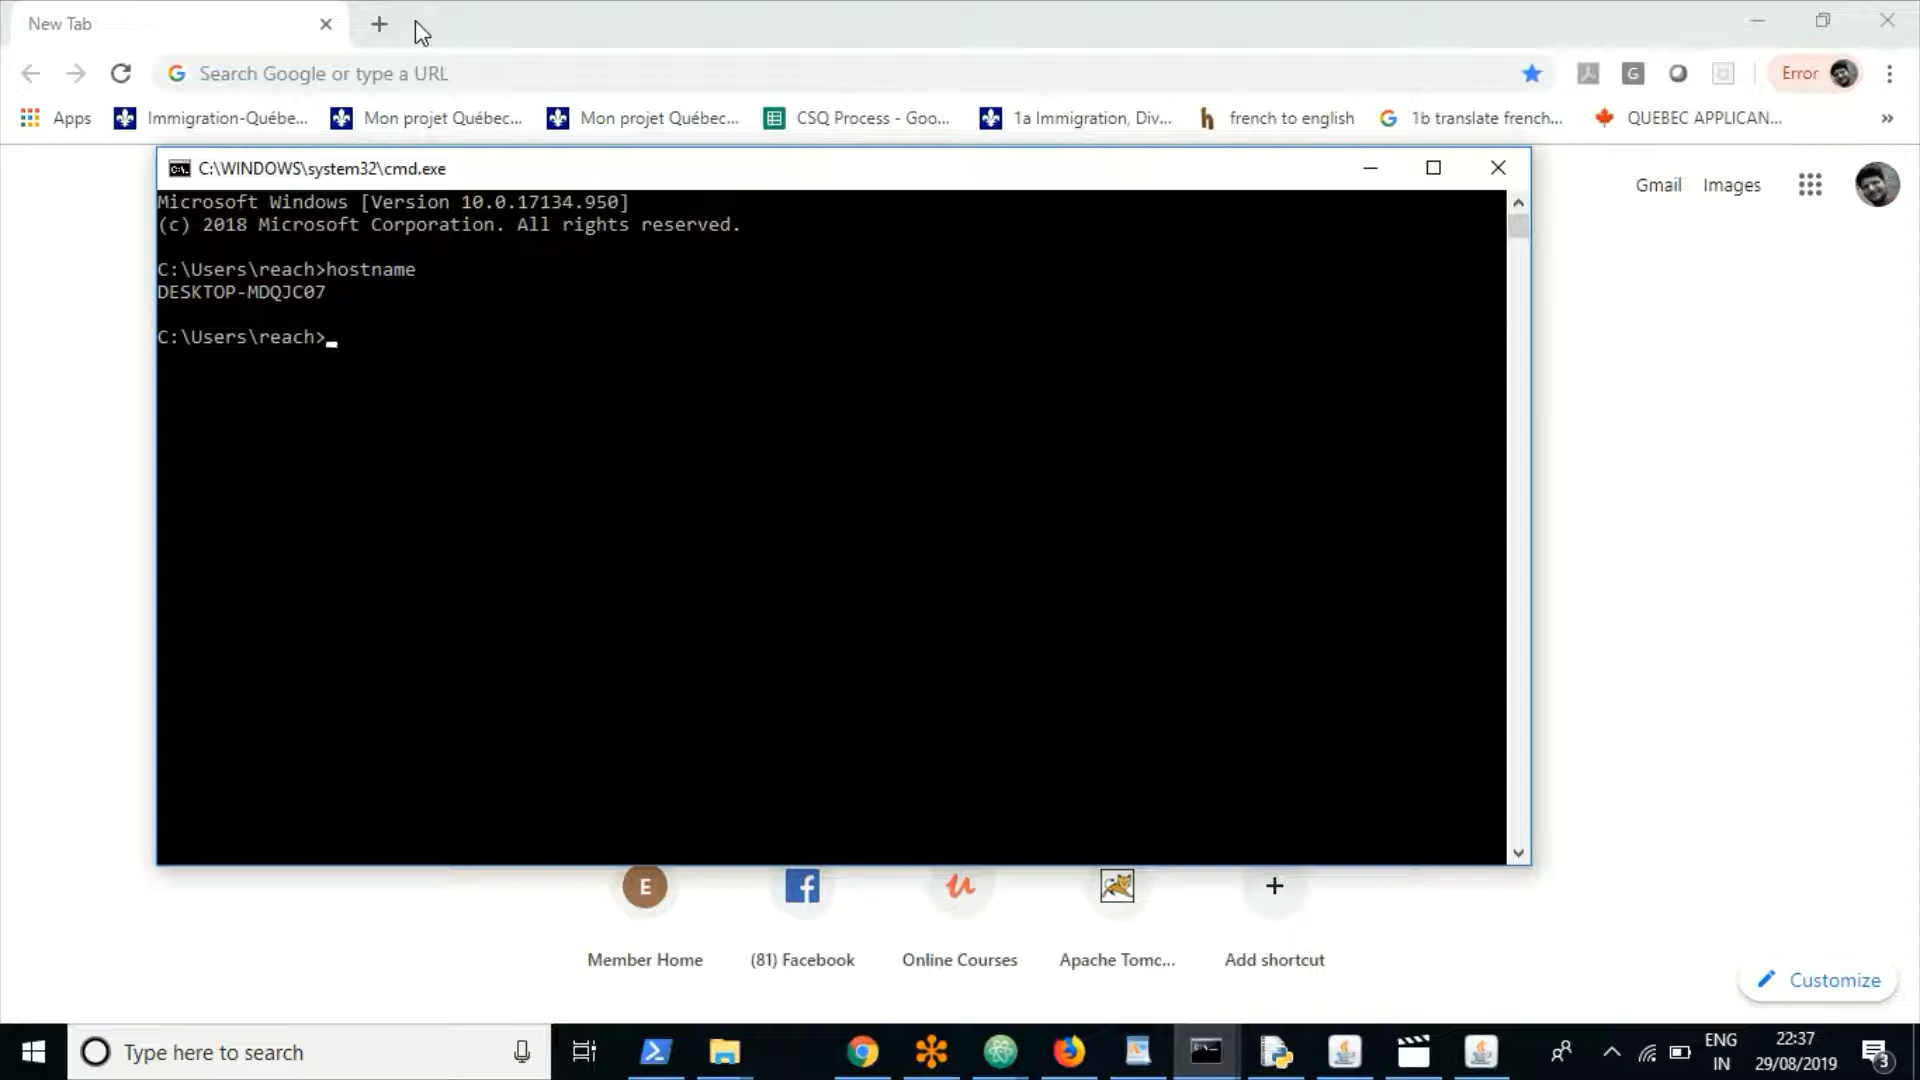 New Tab
Search Google or type a URL
Error
Apps
Immigration-Québe...
Mon projet Québec...
Mon projet Québec...
CSQ Process - Goo...
1a Immigration, Div...
french to english
1b translate french...
QUEBEC APPLICAN...
»
C:\WINDOWS\system32\cmd.exe
Gmail
Images
Microsoft Windows [Version 10.0.17134.950]
(c) 2018 Microsoft Corporation. All rights reserved.
C:\Users\reach>hostname
DESKTOP-MDQJC07
C:\Users\reach>
E
Member Home
(81) Facebook
Online Courses
Apache Tomc...
Add shortcut
Customize
Type here to search
ENG
IN
22:37
29/08/2019
3